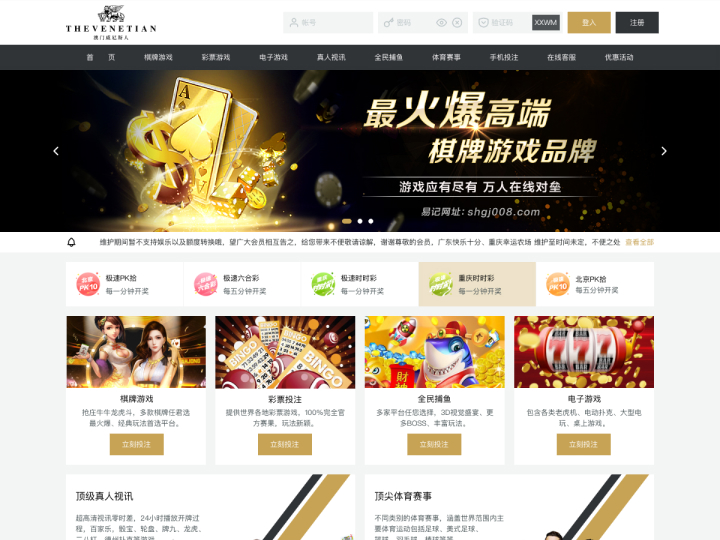 THEVENETIAN
澳门威尼斯人
账号
密码
验证码
XXWM
登入
注册
首 页
棋牌游戏
彩票游戏
电子游戏
真人视讯
全民捕鱼
体育赛事
手机投注
在线客服
优惠活动
最火爆高端
棋牌游戏品牌
游戏应有尽有 万人在线对垒
易记网址: shgj008.com
维护期间暂不支持娱乐以及额度转换哦，望广大会员相互告之，给您带来不便敬请谅解，谢谢尊敬的会员，广东快乐十分、重庆幸运农场 维护至时间未定，不便之处
查看全部
极速PK拾
每一分钟开奖
极速六合彩
每五分钟开奖
极速时时彩
每一分钟开奖
重庆时时彩
每一分钟开奖
北京PK拾
每五分钟开奖
棋牌游戏
抢庄牛牛龙虎斗，多款棋牌任君选
最火爆、经典玩法首选平台。
立刻投注
BINGO
BINGO
彩票投注
提供世界各地彩票游戏，100%完全官
方赛果，玩法新颖。
立刻投注
全民捕鱼
多家平台任您选择，3D视觉盛宴、更
多BOSS、丰富玩法。
立刻投注
777
电子游戏
包含各类老虎机、电动扑克、大型电
玩、桌上游戏。
立刻投注
顶级真人视讯
超高清视讯零时差，24小时播放开牌过
程，百家乐，骰宝、轮盘、牌九、龙虎、
顶尖体育赛事
不同类别的体育赛事，涵盖世界范围内主
要体育运动包括足球、美式足球、